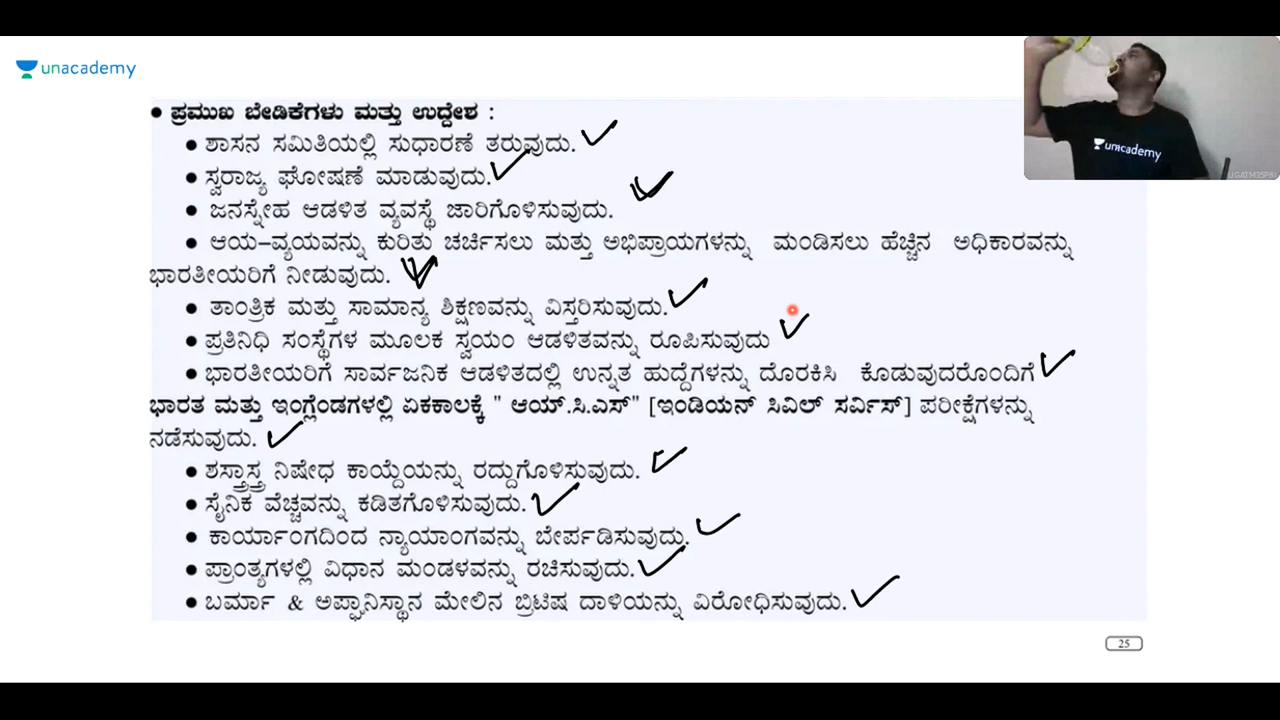 unacademy
● ಪ್ರಮುಖ ಬೇಡಿಕೆಗಳು ಮತ್ತು ಉದ್ದೇಶ :
● ಶಾಸನ ಸಮಿತಿಯಲ್ಲಿ ಸುಧಾರಣೆ ತರುವುದು.
● ಸ್ವರಾಜ್ಯ ಘೋಷಣೆ ಮಾಡುವುದು.
● ಜನಸ್ನೇಹ ಆಡಳಿತ ವ್ಯವಸ್ಥೆ ಜಾರಿಗೊಳಿಸುವುದು.
● ಆಯ–ವ್ಯಯವನ್ನು ಕುರಿತು ಚರ್ಚಿಸಲು ಮತ್ತು ಅಭಿಪ್ರಾಯಗಳನ್ನು ಮಂಡಿಸಲು ಹೆಚ್ಚಿನ ಅಧಿಕಾರವನ್ನು
ಭಾರತೀಯರಿಗೆ ನೀಡುವುದು.
● ತಾಂತ್ರಿಕ ಮತ್ತು ಸಾಮಾನ್ಯ ಶಿಕ್ಷಣವನ್ನು ವಿಸ್ತರಿಸುವುದು.
● ಪ್ರತಿನಿಧಿ ಸಂಸ್ಥೆಗಳ ಮೂಲಕ ಸ್ವಯಂ ಆಡಳಿತವನ್ನು ರೂಪಿಸುವುದು
● ಭಾರತೀಯರಿಗೆ ಸಾರ್ವಜನಿಕ ಆಡಳಿತದಲ್ಲಿ ಉನ್ನತ ಹುದ್ದೆಗಳನ್ನು ದೊರಕಿಸಿ ಕೊಡುವುದರೊಂದಿಗೆ
ಭಾರತ ಮತ್ತು ಇಂಗ್ಲೆಂಡಗಳಲ್ಲಿ ಏಕಕಾಲಕ್ಕೆ " ಆಯ್.ಸಿ.ಎಸ್" [ಇಂಡಿಯನ್ ಸಿವಿಲ್ ಸರ್ವಿಸ್] ಪರೀಕ್ಷೆಗಳನ್ನು
ನಡೆಸುವುದು.
● ಶಸ್ತ್ರಾಸ್ತ್ರ ನಿಷೇಧ ಕಾಯ್ದೆಯನ್ನು ರದ್ದುಗೊಳಿಸುವುದು.
● ಸೈನಿಕ ವೆಚ್ಚವನ್ನು ಕಡಿತಗೊಳಿಸುವುದು.
● ಕಾರ್ಯಾಂಗದಿಂದ ನ್ಯಾಯಾಂಗವನ್ನು ಬೇರ್ಪಡಿಸುವುದು.
● ಪ್ರಾಂತ್ಯಗಳಲ್ಲಿ ವಿಧಾನ ಮಂಡಳವನ್ನು ರಚಿಸುವುದು.
● ಬರ್ಮಾ & ಅಪ್ಘಾನಿಸ್ಥಾನ ಮೇಲಿನ ಬ್ರಿಟಿಷ ದಾಳಿಯನ್ನು ವಿರೋಧಿಸುವುದು.
unacademy
25